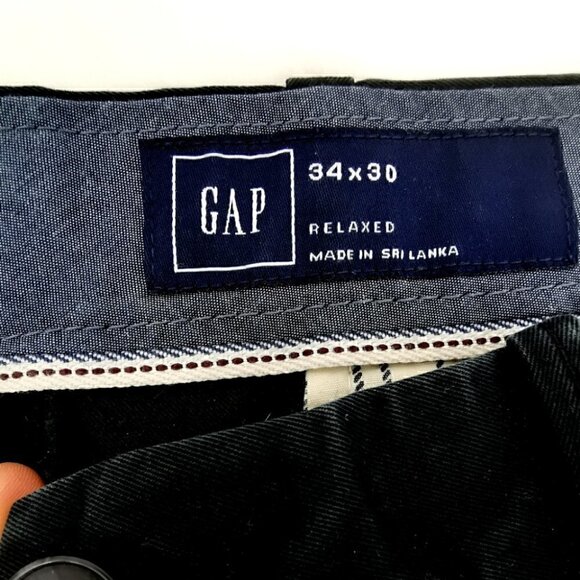 GAP
34x30
RELAXED
MADE IN SRI LANKA